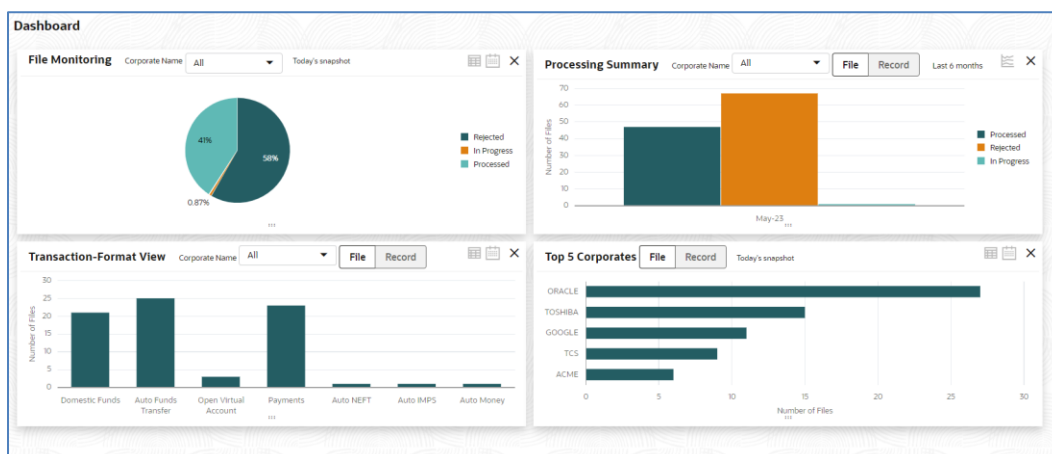 Dashboard
File Monitoring Corporate Name All Today's snapshot
41%
58%
0.87%
Rejected
In Progress
Processed
Processing Summary Corporate Name All File Record Last 6 months
Number of Files
70
60
50
40
30
20
10
0
May-23
Processed
Rejected
In Progress
Transaction-Format View Corporate Name All File Record
Number of Files
30
25
20
15
10
5
0
Domestic Funds Auto Funds Transfer Open Virtual Account Payments Auto NEFT Auto IMPS Auto Money
Top 5 Corporates File Record Today's snapshot
ORACLE
TOSHIBA
GOOGLE
TCS
ACME
0 5 10 15 20 25 30
Number of Files